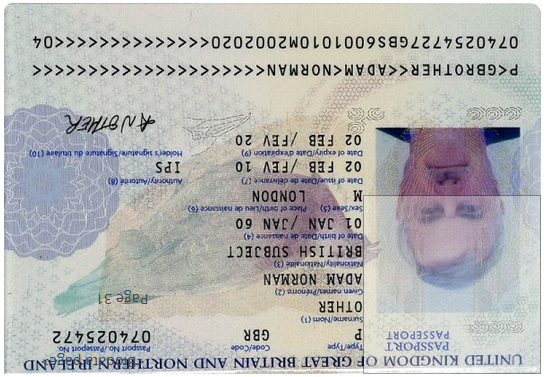 UNITED KINGDOM OF GREAT BRITAIN AND NORTHERN IRELAND
PASSPORT
PASSEPORT
Type/Type
Code/Code
Passport No./Passeport No.
P
GBR
074025472
Surname/Nom (1)
OTHER
Given names/Prénoms (2)
ADAM NORMAN
Page 31
Nationality/Nationalité (3)
BRITISH SUBJECT
Date of birth/Date de naissance (4)
01 JAN /JAN 60
Sex/Sexe (5) Place of birth/Lieu de naissance (6)
M LONDON
Date of issue/Date de délivrance (7)
Authority/Autorité (8)
02 FEB /FEV 10
IPS
Date of expiry/Date d'expiration (9)
Holder's signature/Signature du titulaire (10)
02 FEB /FEV 20
A N OTHER
P<GBROTHER<<ADAM<NORMAN<<<<<<<<<<<<<<<<<<<<<
0740254727GBS6001010M2002020<<<<<<<<<<<<<<04